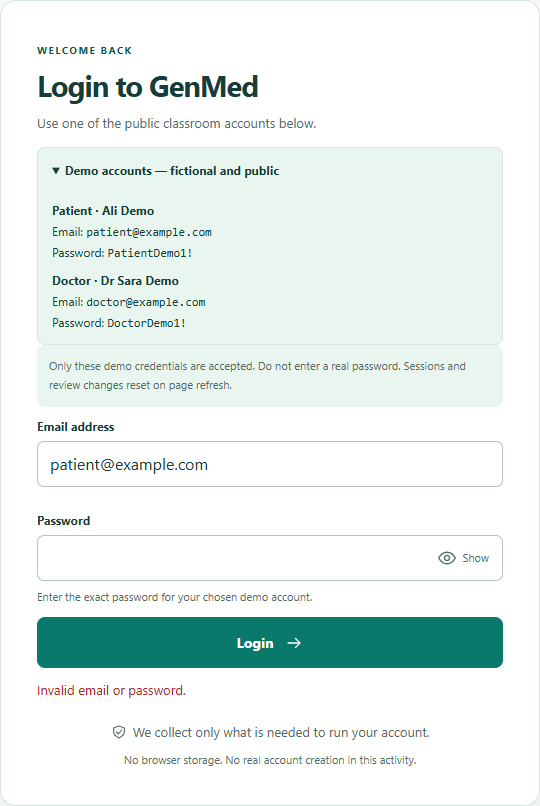 WELCOME BACK
Login to GenMed
Use one of the public classroom accounts below.
▼ Demo accounts — fictional and public
Patient · Ali Demo
Email: patient@example.com
Password: PatientDemo1!
Doctor · Dr Sara Demo
Email: doctor@example.com
Password: DoctorDemo1!
Only these demo credentials are accepted. Do not enter a real password. Sessions and
review changes reset on page refresh.
Email address
patient@example.com
Password
Show
Enter the exact password for your chosen demo account.
Login →
Invalid email or password.
We collect only what is needed to run your account.
No browser storage. No real account creation in this activity.